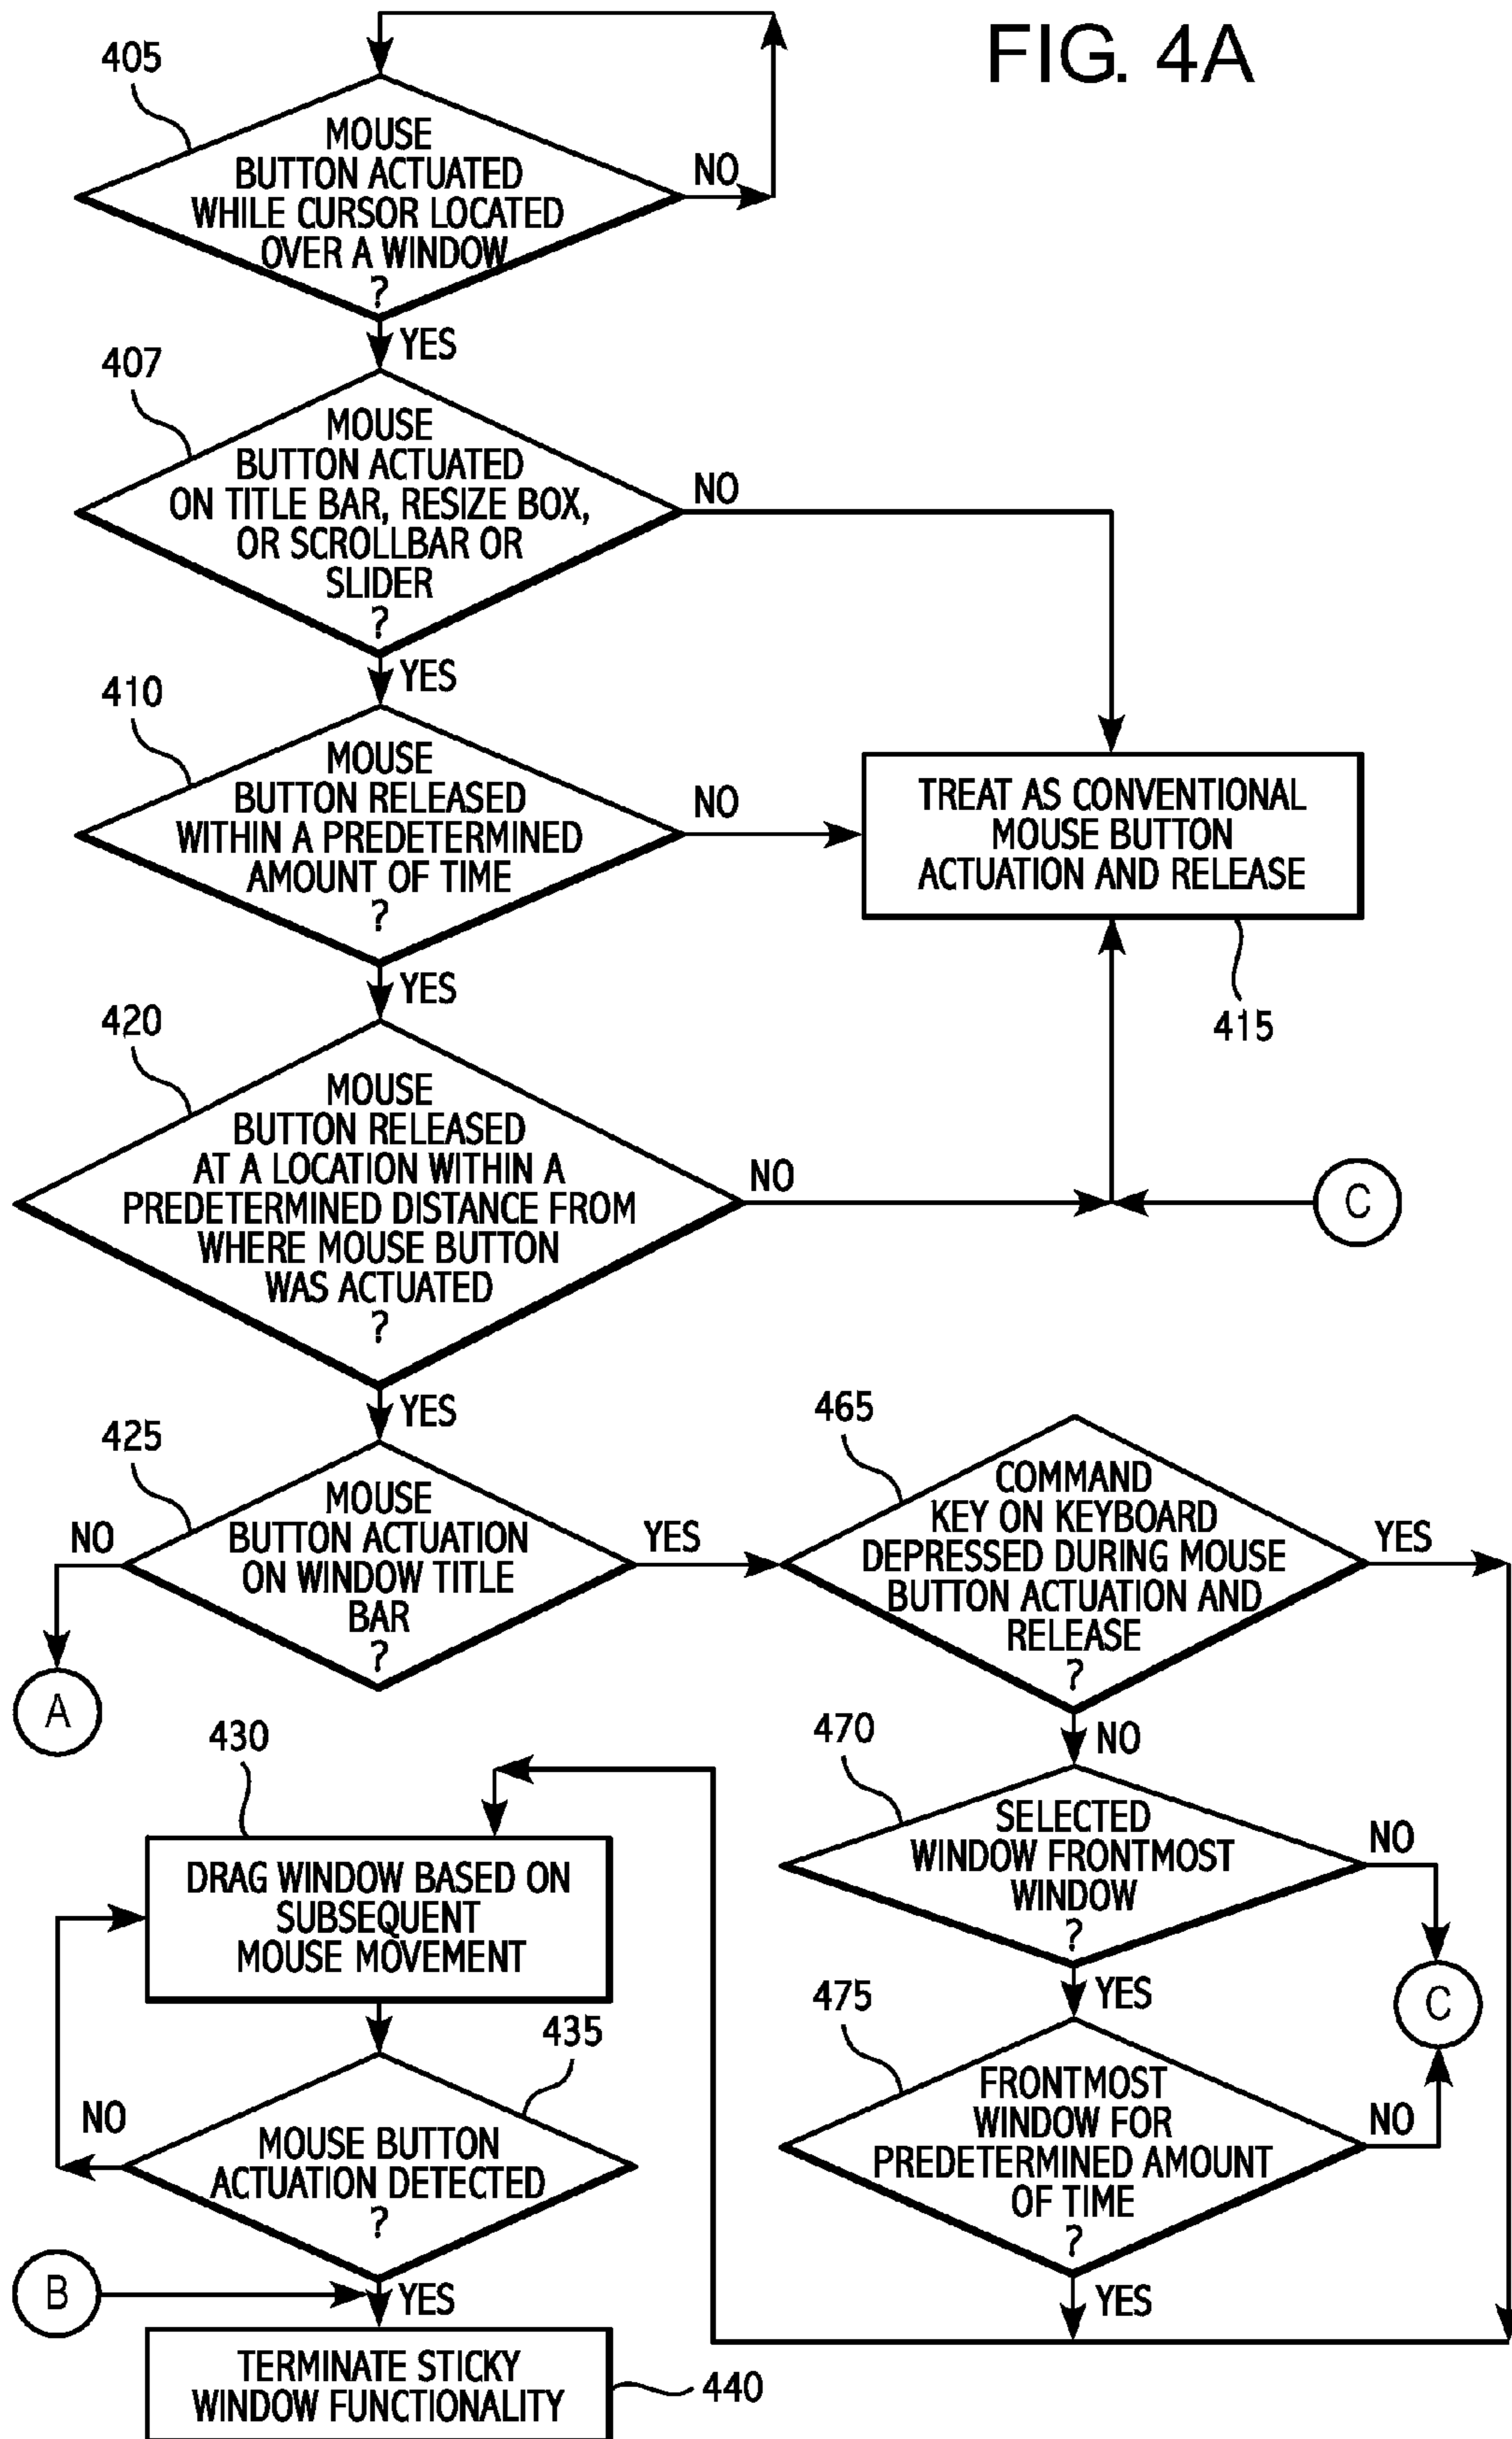 FIG. 4A
405
MOUSE
BUTTON ACTUATED
WHILE CURSOR LOCATED
OVER A WINDOW
?
NO
YES
407
MOUSE
BUTTON ACTUATED
ON TITLE BAR, RESIZE BOX,
OR SCROLLBAR OR
SLIDER
?
NO
YES
410
MOUSE
BUTTON RELEASED
WITHIN A PREDETERMINED
AMOUNT OF TIME
?
NO
TREAT AS CONVENTIONAL
MOUSE BUTTON
ACTUATION AND RELEASE
415
YES
420
MOUSE
BUTTON RELEASED
AT A LOCATION WITHIN A
PREDETERMINED DISTANCE FROM
WHERE MOUSE BUTTON
WAS ACTUATED
?
NO
C
YES
425
MOUSE
BUTTON ACTUATION
ON WINDOW TITLE
BAR
?
NO
A
YES
465
COMMAND
KEY ON KEYBOARD
DEPRESSED DURING MOUSE
BUTTON ACTUATION AND
RELEASE
?
YES
NO
470
SELECTED
WINDOW FRONTMOST
WINDOW
?
NO
C
YES
475
FRONTMOST
WINDOW FOR
PREDETERMINED AMOUNT
OF TIME
?
NO
YES
430
DRAG WINDOW BASED ON
SUBSEQUENT
MOUSE MOVEMENT
435
MOUSE BUTTON
ACTUATION DETECTED
?
NO
B
YES
TERMINATE STICKY
WINDOW FUNCTIONALITY
440